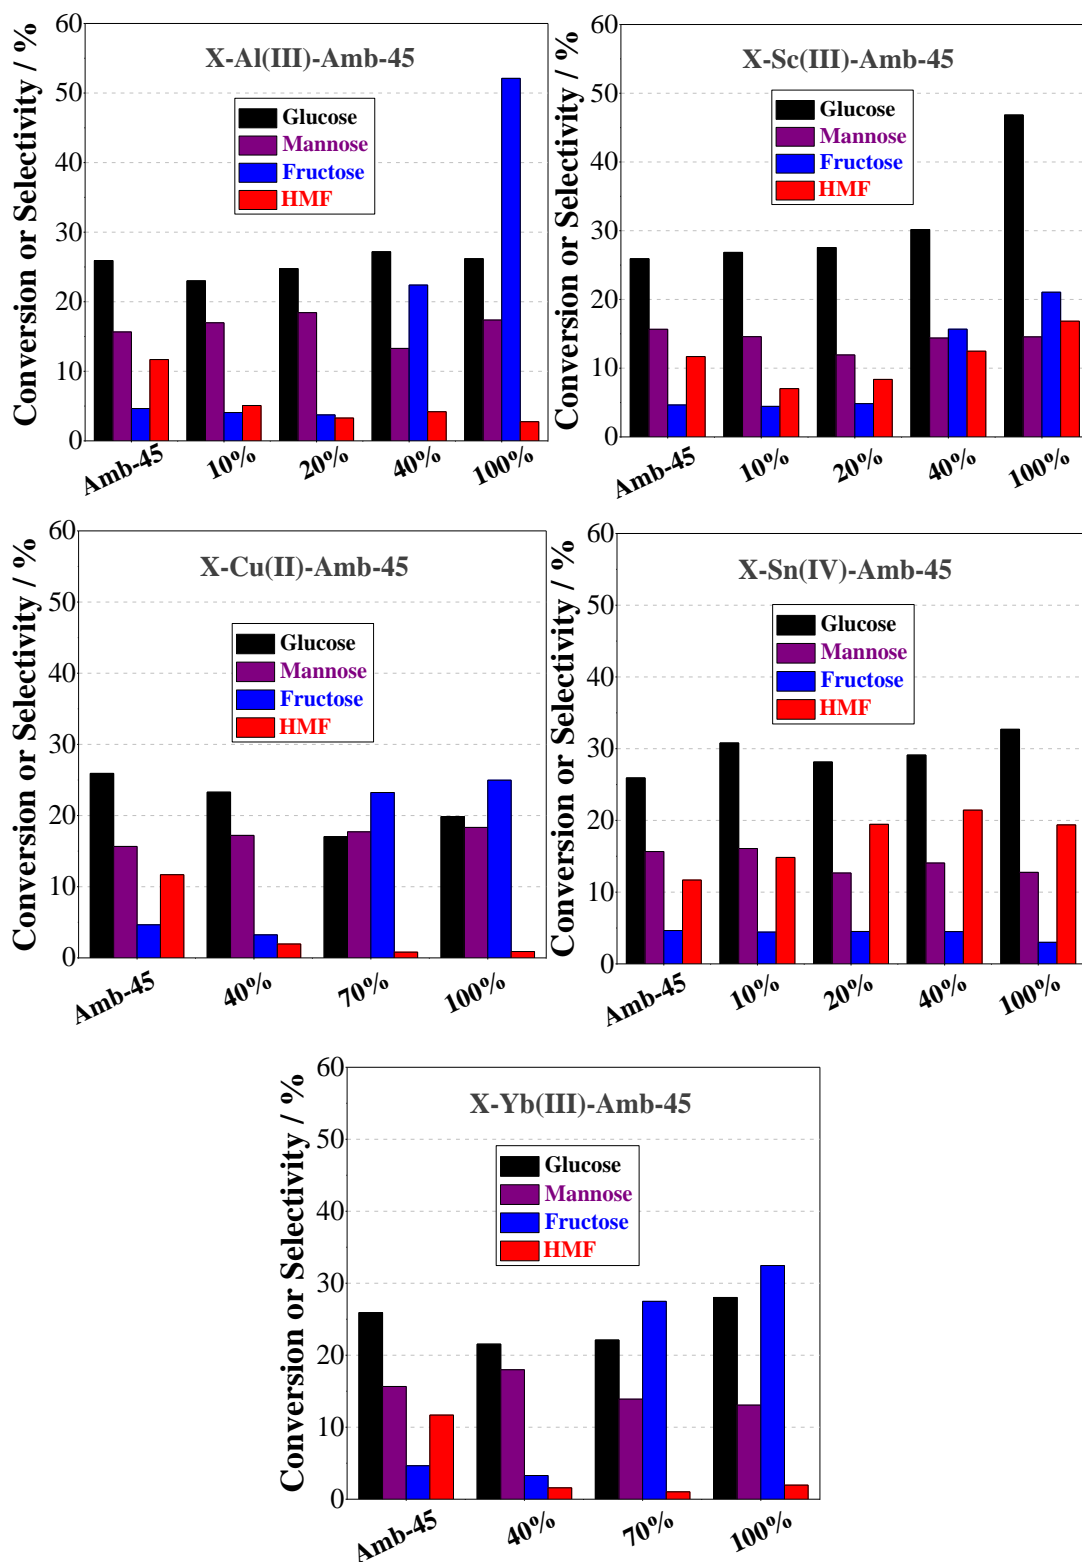 Conversion or Selectivity / %
60
50
40
30
20
10
0
X-Al(III)-Amb-45
Glucose
Mannose
Fructose
HMF
Amb-45
10%
20%
40%
100%
Conversion or Selectivity / %
60
50
40
30
20
10
0
X-Sc(III)-Amb-45
Glucose
Mannose
Fructose
HMF
Amb-45
10%
20%
40%
100%
Conversion or Selectivity / %
60
50
40
30
20
10
0
X-Cu(II)-Amb-45
Glucose
Mannose
Fructose
HMF
Amb-45
40%
70%
100%
Conversion or Selectivity / %
60
50
40
30
20
10
0
X-Sn(IV)-Amb-45
Glucose
Mannose
Fructose
HMF
Amb-45
10%
20%
40%
100%
Conversion or Selectivity / %
60
50
40
30
20
10
0
X-Yb(III)-Amb-45
Glucose
Mannose
Fructose
HMF
Amb-45
40%
70%
100%